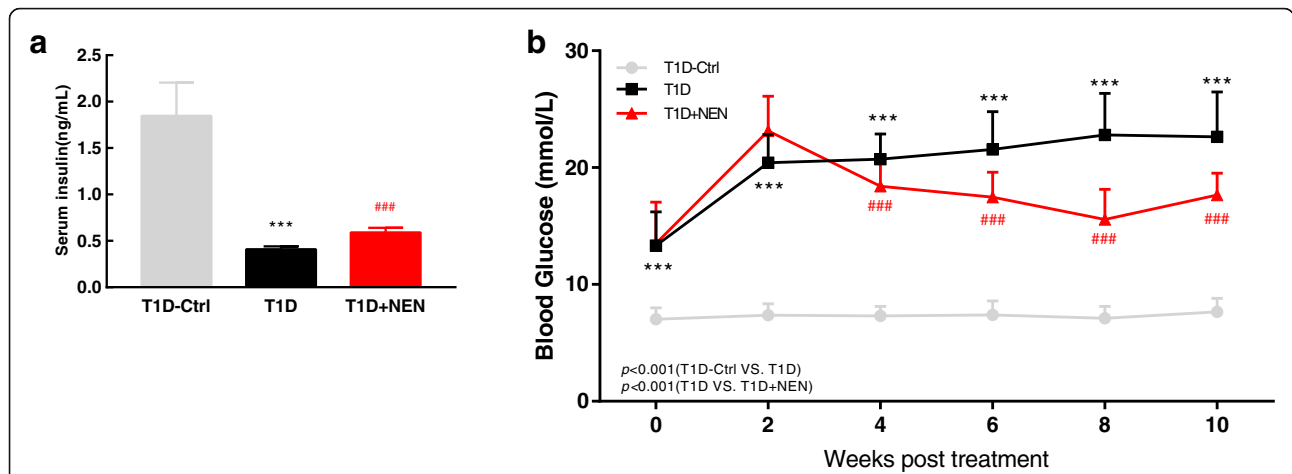 a
Serum insulin(ng/mL)
2.5
2.0
1.5
1.0
0.5
0.0
***
###
T1D-Ctrl
T1D
T1D+NEN
b
Blood Glucose (mmol/L)
30
20
10
0
T1D-Ctrl
T1D
T1D+NEN
***
***
***
***
***
***
###
###
###
###
p<0.001(T1D-Ctrl VS. T1D)
p<0.001(T1D VS. T1D+NEN)
0 2 4 6 8 10
Weeks post treatment